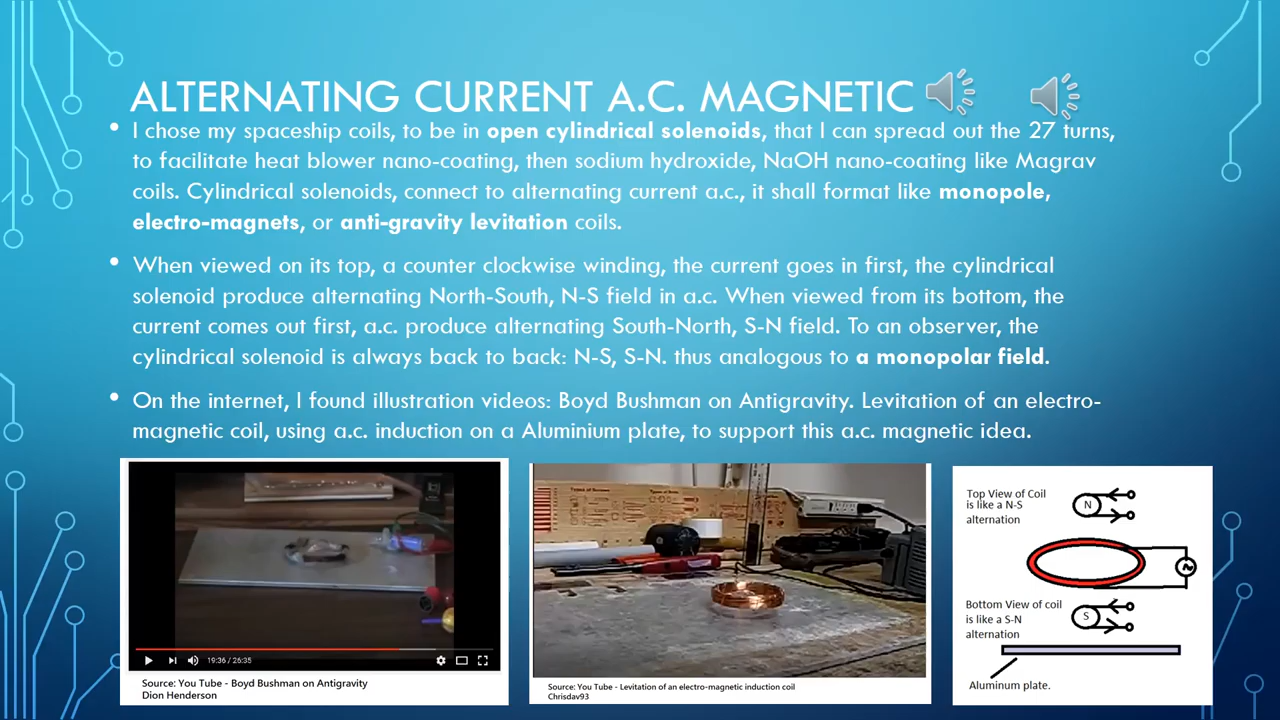 ALTERNATING CURRENT A.C. MAGNETIC
• I chose my spaceship coils, to be in open cylindrical solenoids, that I can spread out the 27 turns,
to facilitate heat blower nano-coating, then sodium hydroxide, NaOH nano-coating like Magrav
coils. Cylindrical solenoids, connect to alternating current a.c., it shall format like monopole,
electro-magnets, or anti-gravity levitation coils.
• When viewed on its top, a counter clockwise winding, the current goes in first, the cylindrical
solenoid produce alternating North-South, N-S field in a.c. When viewed from its bottom, the
current comes out first, a.c. produce alternating South-North, S-N field. To an observer, the
cylindrical solenoid is always back to back: N-S, S-N. thus analogous to a monopolar field.
• On the internet, I found illustration videos: Boyd Bushman on Antigravity. Levitation of an electro-
magnetic coil, using a.c. induction on a Aluminium plate, to support this a.c. magnetic idea.
19:36 / 26:35
Source: You Tube - Boyd Bushman on Antigravity
Dion Henderson
Source: You Tube - Levitation of an electro-magnetic induction coil
Chrisdav93
Top View of Coil
is like a N-S
alternation
N
Bottom View of coil
is like a S-N
alternation
S
Aluminum plate.